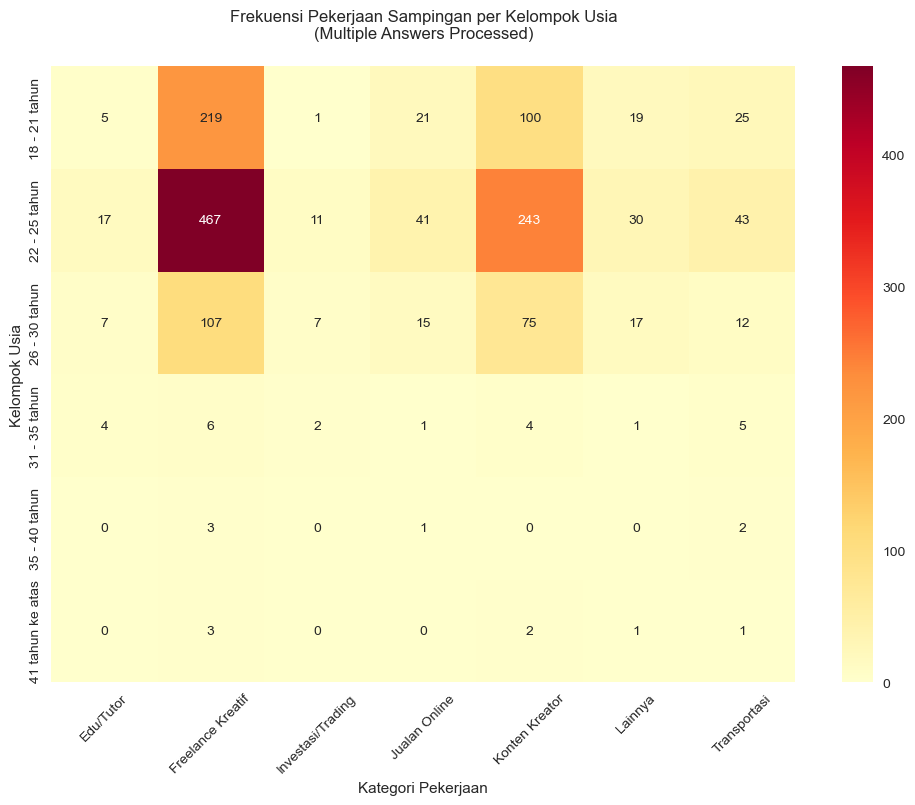 Frekuensi Pekerjaan Sampingan per Kelompok Usia
(Multiple Answers Processed)
Kelompok Usia
18 - 21 tahun
5 219 1 21 100 19 25
22 - 25 tahun
17 467 11 41 243 30 43
26 - 30 tahun
7 107 7 15 75 17 12
31 - 35 tahun
4 6 2 1 4 1 5
35 - 40 tahun
0 3 0 1 0 0 2
41 tahun ke atas
0 3 0 0 2 1 1
Edu/Tutor
Freelance Kreatif
Investasi/Trading
Jualan Online
Konten Kreator
Lainnya
Transportasi
Kategori Pekerjaan
400
300
200
100
0